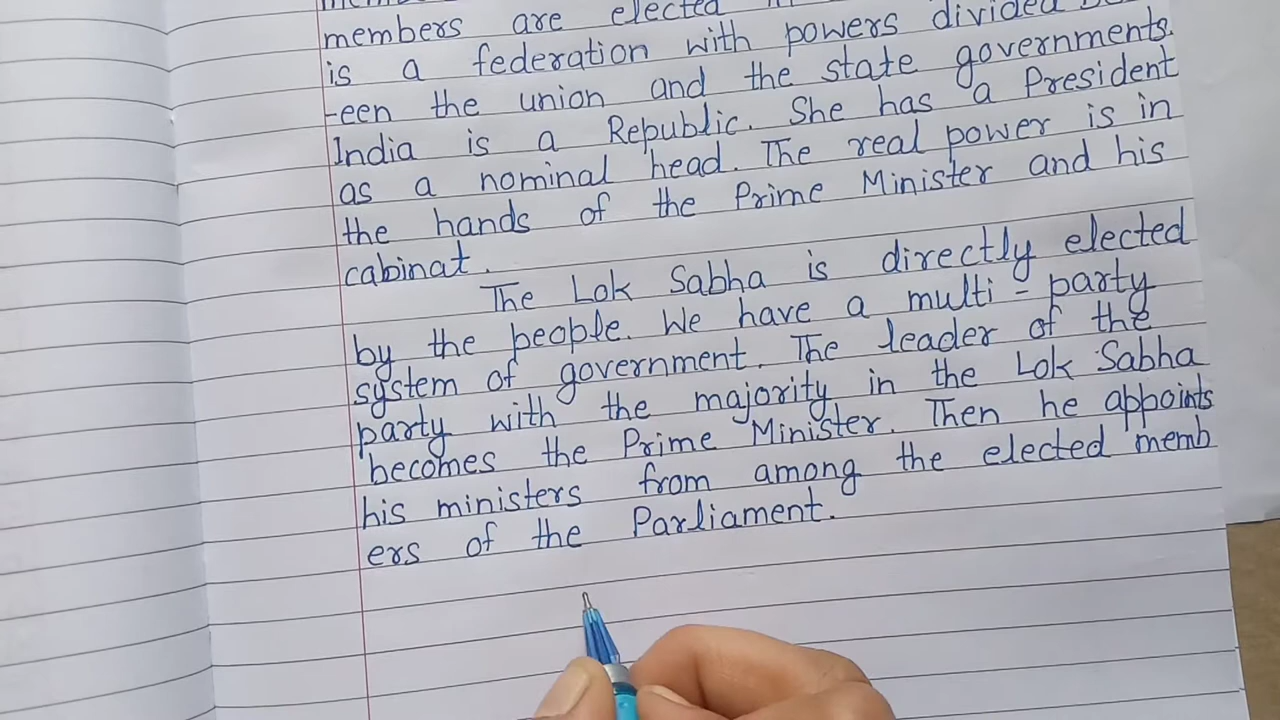 members are elected
is a federation with powers divided
-een the union and the state governments.
India is a Republic. She has a President
as a nominal head. The real power is in
the hands of the Prime Minister and his
cabinat.
The Lok Sabha is directly elected
by the people. We have a multi-party
system of government. The leader of the
party with the majority in the Lok Sabha
becomes the Prime Minister. Then he appoints
his ministers from among the elected memb
ers of the Parliament.